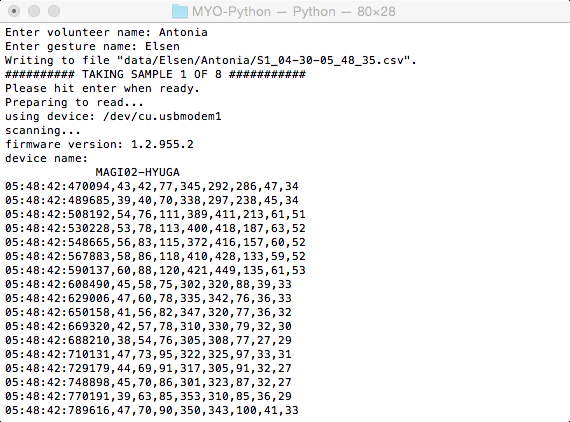 MYO-Python — Python — 80×28
Enter volunteer name: Antonia
Enter gesture name: Elsen
Writing to file "data/Elsen/Antonia/S1_04-30-05_48_35.csv".
########## TAKING SAMPLE 1 OF 8 ###########
Please hit enter when ready.
Preparing to read...
using device: /dev/cu.usbmodem1
scanning...
firmware version: 1.2.955.2
device name:
MAGI02-HYUGA
05:48:42:470094,43,42,77,345,292,286,47,34
05:48:42:489685,39,40,70,338,297,238,45,34
05:48:42:508192,54,76,111,389,411,213,61,51
05:48:42:530228,53,78,113,400,418,187,63,52
05:48:42:548665,56,83,115,372,416,157,60,52
05:48:42:567883,58,86,118,410,428,133,59,52
05:48:42:590137,60,88,120,421,449,135,61,53
05:48:42:608490,45,58,75,302,320,88,39,33
05:48:42:629006,47,60,78,335,342,76,36,33
05:48:42:650158,41,56,82,347,320,77,36,32
05:48:42:669320,42,57,78,310,330,79,32,30
05:48:42:688210,38,54,76,305,308,77,27,29
05:48:42:710131,47,73,95,322,325,97,33,31
05:48:42:729179,44,69,91,317,305,91,32,27
05:48:42:748898,45,70,86,301,323,87,32,27
05:48:42:770191,39,63,85,353,310,85,36,29
05:48:42:789616,47,70,90,350,343,100,41,33